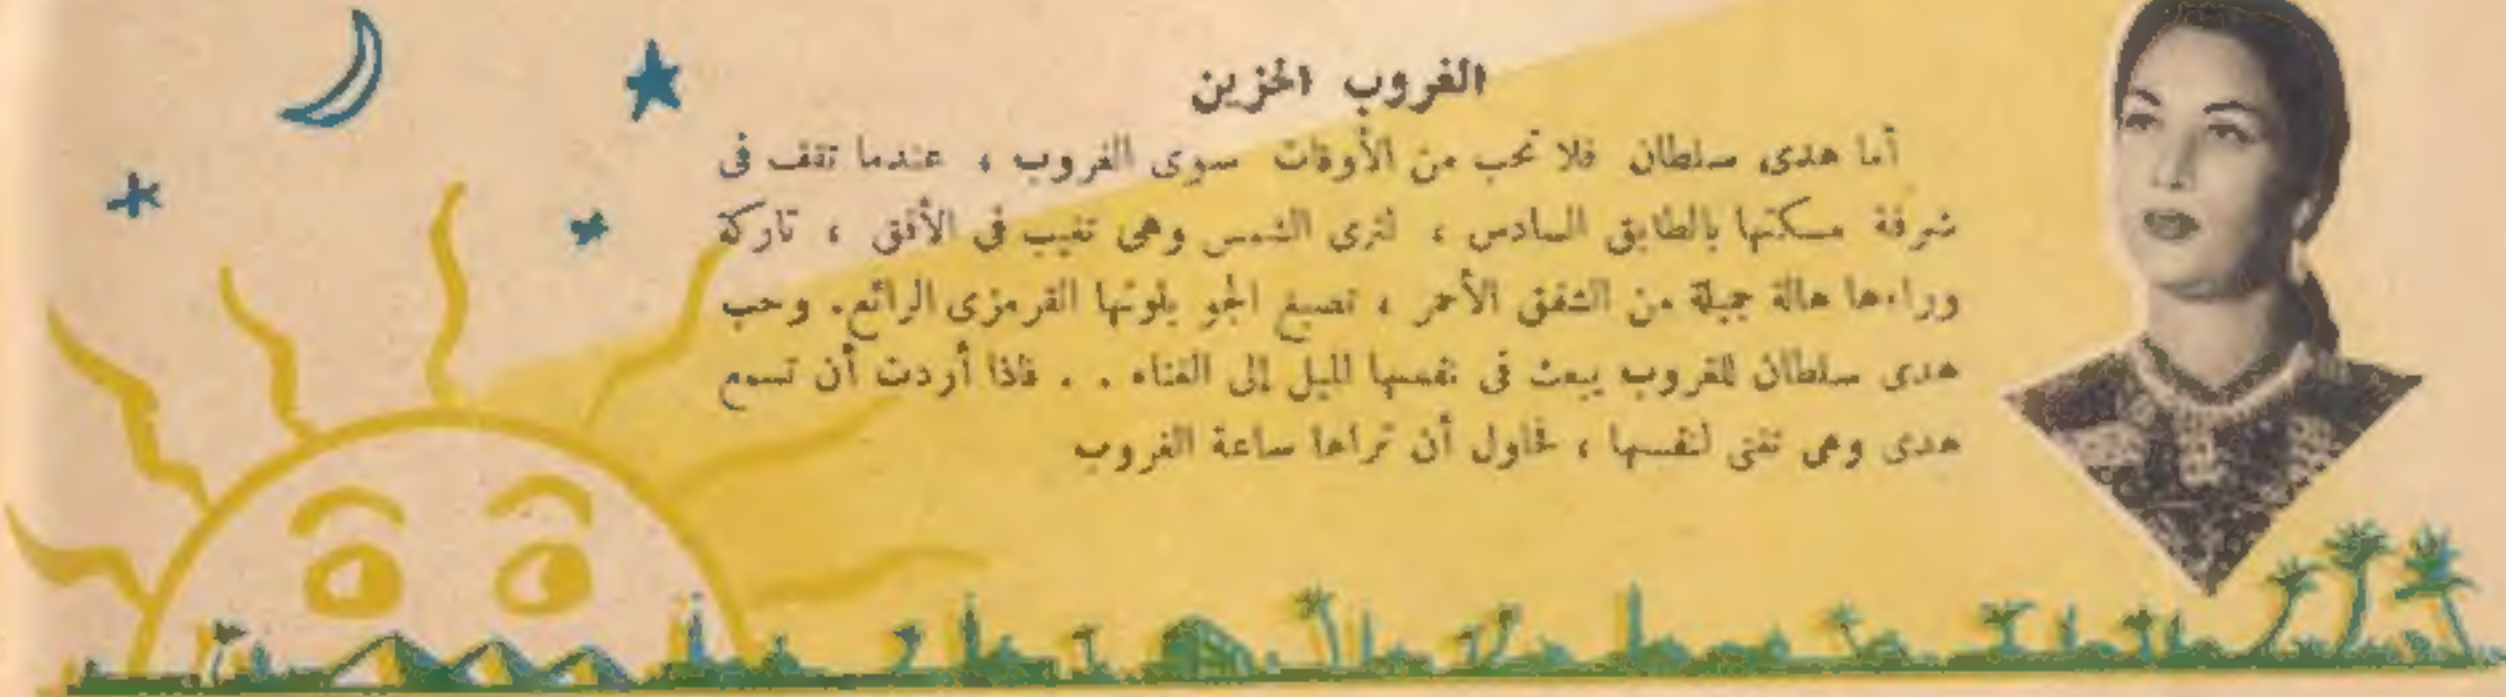 الغروب الحزين
أما هدى سلطان فلا تحب من الأوقات سوى الغروب ، عندما تقف فى
شرفة مسكنها بالطابق السادس ، لترى الشمس وهى تغيب فى الأفق ، تاركة
وراءها هالة جميلة من الشفق الأحمر ، تصبغ الجو بلونها القرمزى الرائع . وحب
هدى سلطان للغروب يبعث فى نفسها الميل إلى الغناء . . فاذا أردت أن تسمع
هدى وهى تغنى لنفسها ، فحاول أن تراها ساعة الغروب